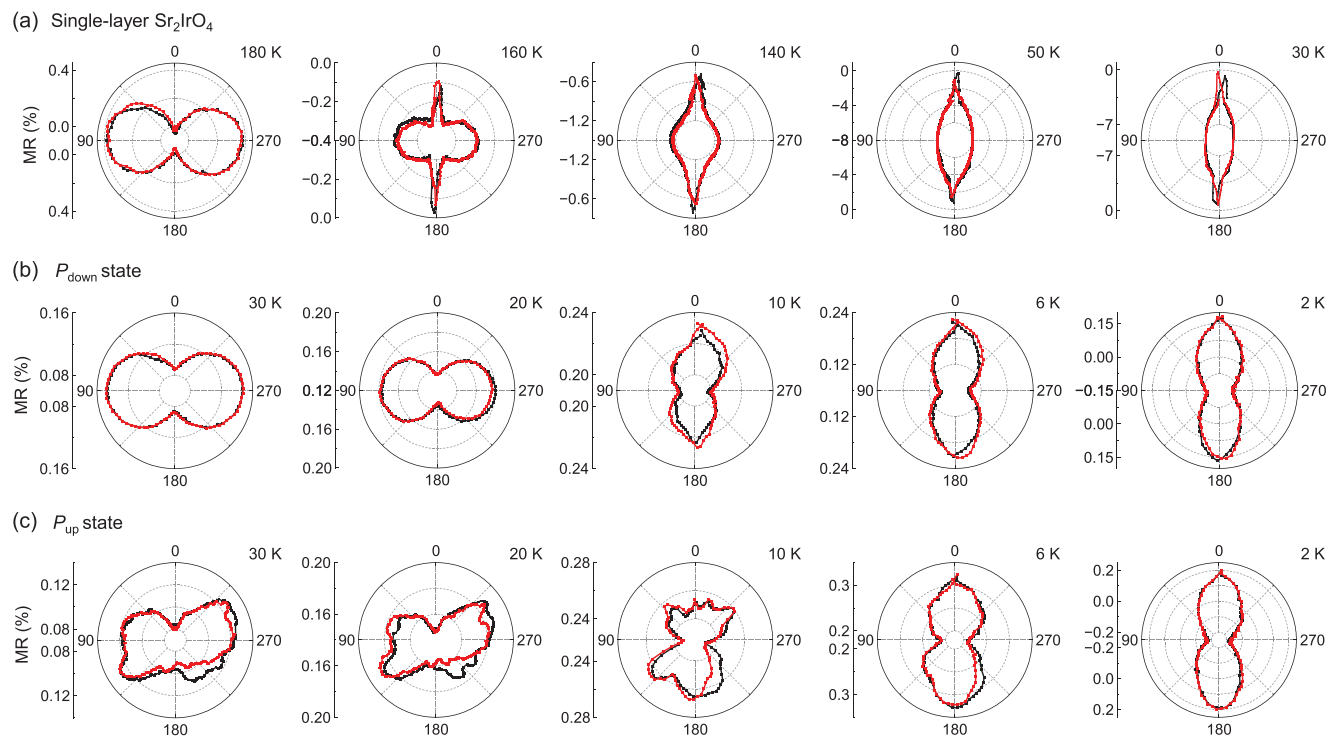 (a) Single-layer Sr₂IrO₄
0 180 K 0 160 K 0 140 K 0 50 K 0 30 K
MR (%) 0.4 0.0 0.0 0.4 90 270 180
0.0 −0.2 −0.4 −0.2 0.0 90 270 180
−0.6 −1.2 −1.2 −0.6 90 270 180
0 −4 −8 −4 0 90 270 180
0 −7 −7 0 90 270 180
(b) P_down state
0 30 K 0 20 K 0 10 K 0 6 K 0 2 K
MR (%) 0.16 0.08 0.08 0.16 90 270 180
0.20 0.16 0.12 0.16 0.20 90 270 180
0.24 0.20 0.20 0.24 90 270 180
0.24 0.12 0.12 0.24 90 270 180
0.15 0.00 −0.15 0.00 0.15 90 270 180
(c) P_up state
0 30 K 0 20 K 0 10 K 0 6 K 0 2 K
MR (%) 0.12 0.08 0.08 0.12 90 270 180
0.20 0.16 0.16 0.20 90 270 180
0.28 0.24 0.24 0.28 90 270 180
0.3 0.2 0.2 0.3 90 270 180
0.2 0.0 −0.2 −0.2 0.0 0.2 90 270 180